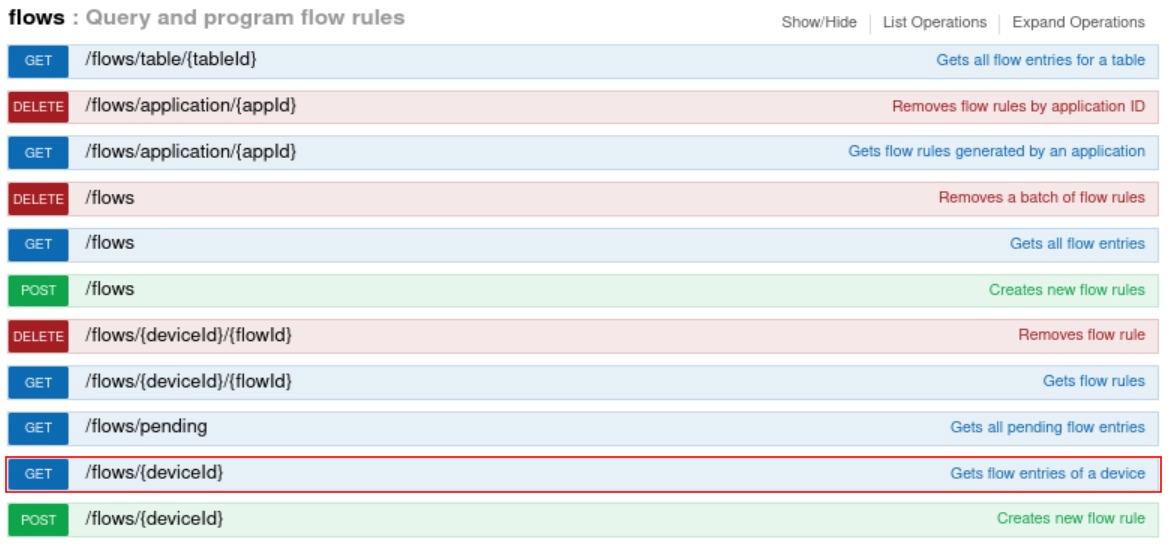 flows : Query and program flow rules Show/Hide List Operations Expand Operations
GET /flows/table/{tableId} Gets all flow entries for a table
DELETE /flows/application/{appId} Removes flow rules by application ID
GET /flows/application/{appId} Gets flow rules generated by an application
DELETE /flows Removes a batch of flow rules
GET /flows Gets all flow entries
POST /flows Creates new flow rules
DELETE /flows/{deviceId}/{flowId} Removes flow rule
GET /flows/{deviceId}/{flowId} Gets flow rules
GET /flows/pending Gets all pending flow entries
GET /flows/{deviceId} Gets flow entries of a device
POST /flows/{deviceId} Creates new flow rule